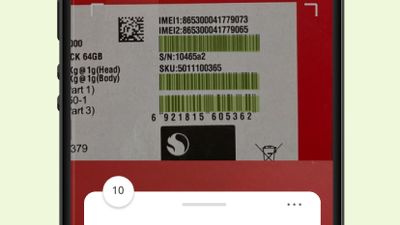 IMEI1:865300041779073
IMEI2:865300041779065
000
CK 64GB
S/N:10465a2
Kg@1g(Head)
SKU:5011100365
Kg@1g(Body)
art 1)
60-1
art 3)
6 921815 605362
379
10